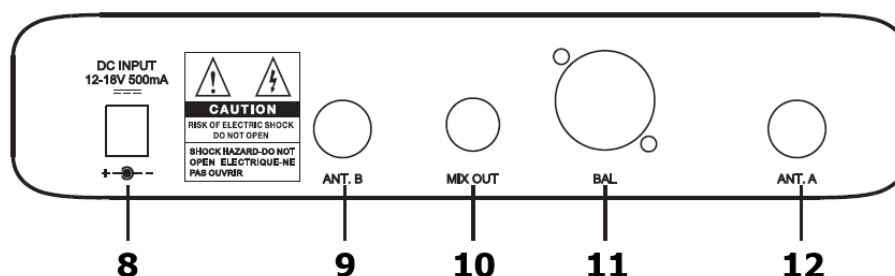 DC INPUT
12-18V 500mA
CAUTION
RISK OF ELECTRIC SHOCK
DO NOT OPEN
SHOCK HAZARD-DO NOT
OPEN ELECTRIQUE-NE
PAS OUVRIR
ANT. B
MIX OUT
BAL
ANT. A
8
9
10
11
12